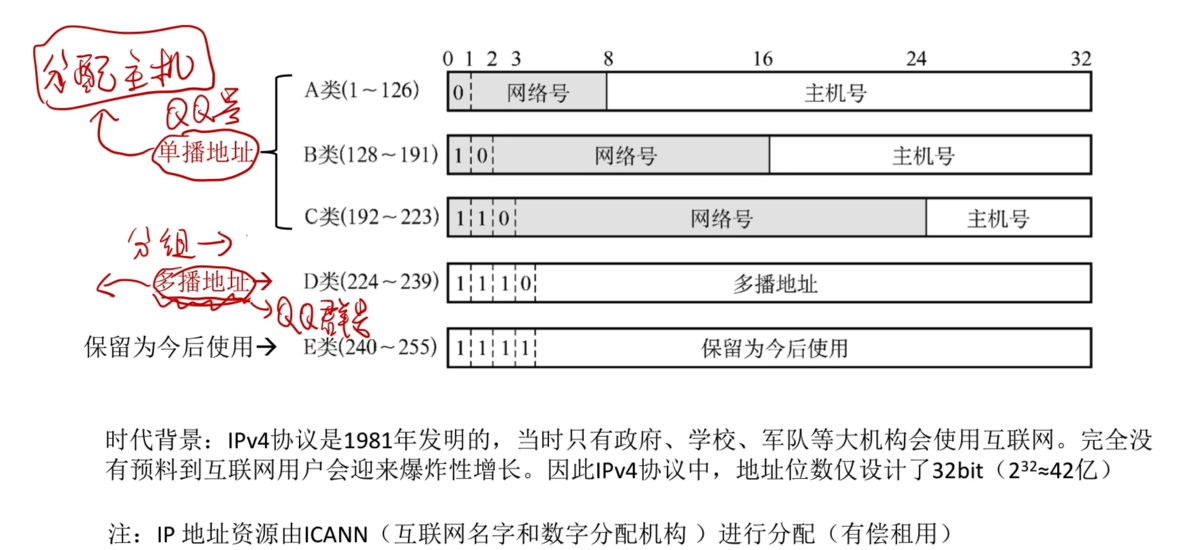 分配主机
QQ号
单播地址
0 1 2 3 8 16 24 32
A类(1～126) 0 网络号 主机号
B类(128～191) 1 0 网络号 主机号
C类(192～223) 1 1 0 网络号 主机号
分组→
多播地址→ D类(224～239) 1 1 1 0 多播地址
QQ群号
保留为今后使用→ E类(240～255) 1 1 1 1 保留为今后使用
时代背景：IPv4协议是1981年发明的，当时只有政府、学校、军队等大机构会使用互联网。完全没
有预料到互联网用户会迎来爆炸性增长。因此IPv4协议中，地址位数仅设计了32bit（2³²≈42亿）
注：IP 地址资源由ICANN（互联网名字和数字分配机构 ）进行分配（有偿租用）